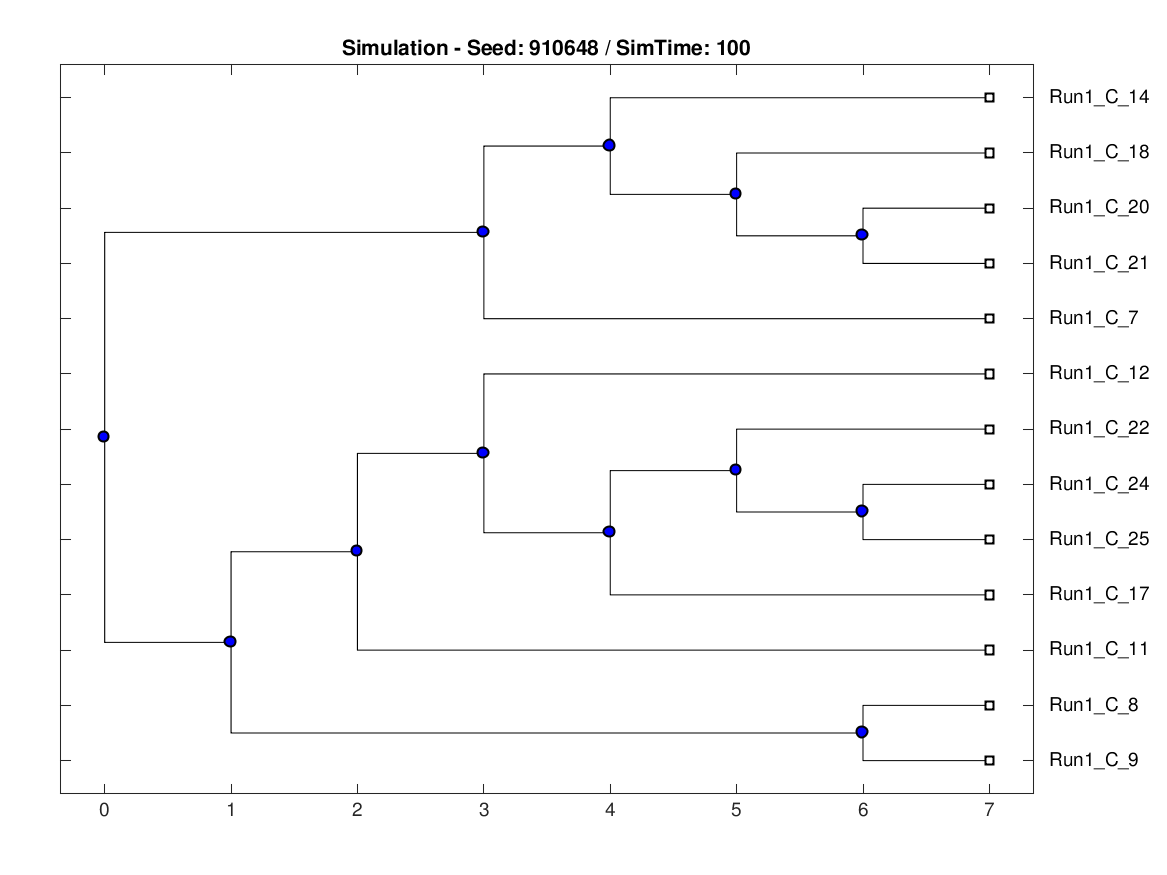 Simulation - Seed: 910648 / SimTime: 100
Run1_C_14
Run1_C_18
Run1_C_20
Run1_C_21
Run1_C_7
Run1_C_12
Run1_C_22
Run1_C_24
Run1_C_25
Run1_C_17
Run1_C_11
Run1_C_8
Run1_C_9
0 1 2 3 4 5 6 7